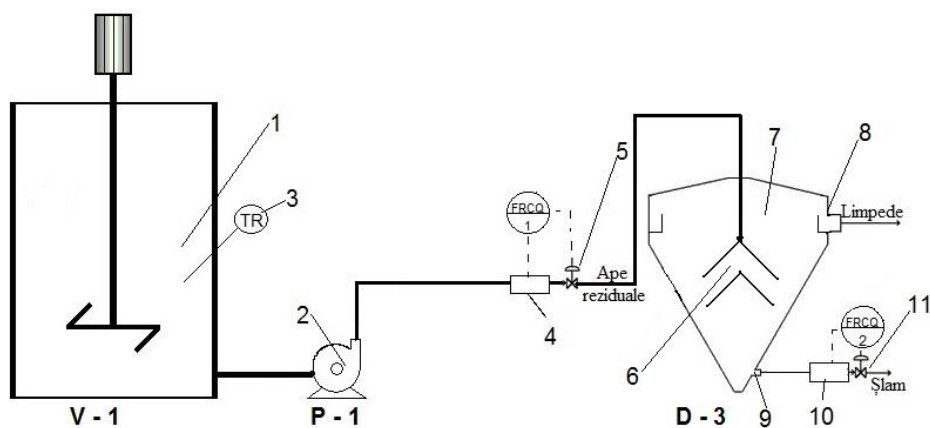 1
7
8
5
3
TR
FRCQ
1
Limpede
Ape
reziduale
2
4
6
FRCQ
2
11
Șlam
9
10
V - 1
P - 1
D - 3